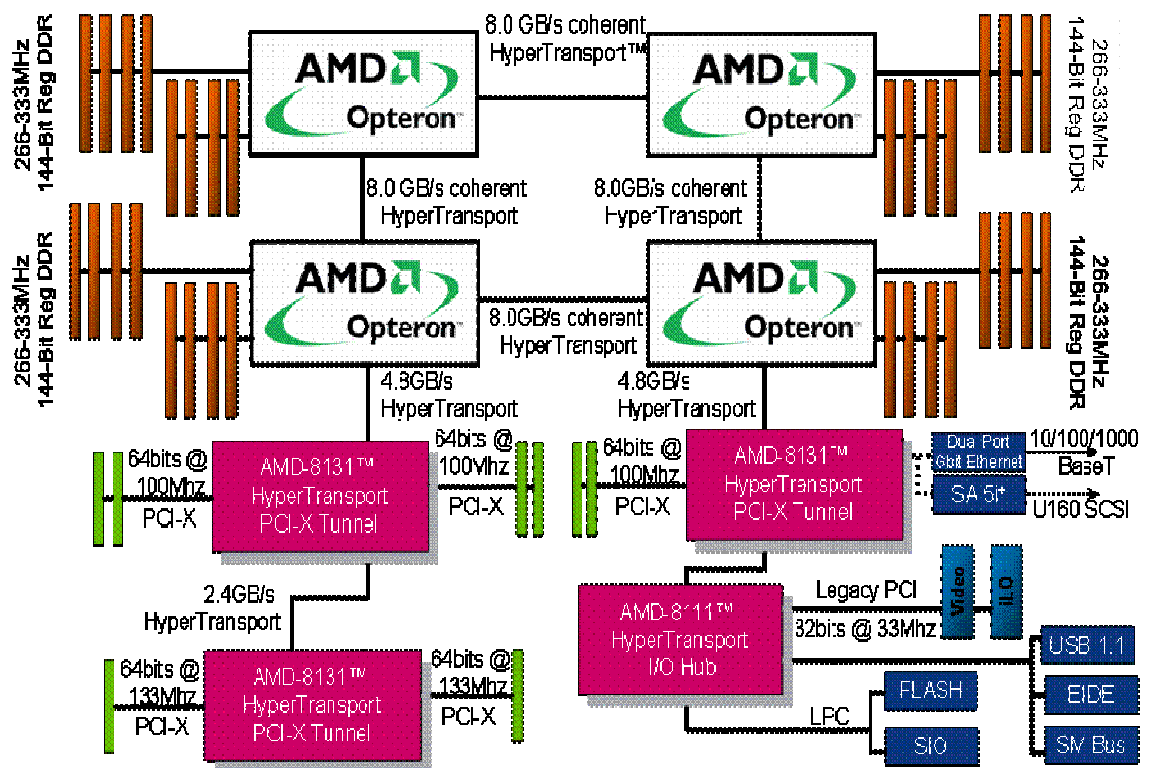 8.0 GB/s coherent
HyperTransport™
266-333MHz
144-Bit Reg DDR
AMD
Opteron™
AMD
Opteron™
266-333MHz
144-Bit Reg DDR
8.0 GB/s coherent
HyperTransport
8.0GB/s coherent
HyperTransport
266-333MHz
144-Bit Reg DDR
AMD
Opteron™
AMD
Opteron™
266-333MHz
144-Bit Reg DDR
8.0GB/s coherent
HyperTransport
4.8GB/s
HyperTransport
4.8GB/s
HyperTransport
64bits @
100Mhz
PCI-X
AMD-8131™
HyperTransport
PCI-X Tunnel
64bits @
100Mhz
PCI-X
64bits @
100Mhz
PCI-X
AMD-8131™
HyperTransport
PCI-X Tunnel
Dual Port
Gbit Ethernet
10/100/1000
BaseT
SA 5i+
U160 SCSI
2.4GB/s
HyperTransport
AMD-8111™
HyperTransport
I/O Hub
Legacy PCI
32bits @ 33Mhz
Video
iLO
64bits @
133Mhz
PCI-X
AMD-8131™
HyperTransport
PCI-X Tunnel
64bits @
133Mhz
PCI-X
LPC
FLASH
SIO
USB 1.1
EIDE
SM Bus